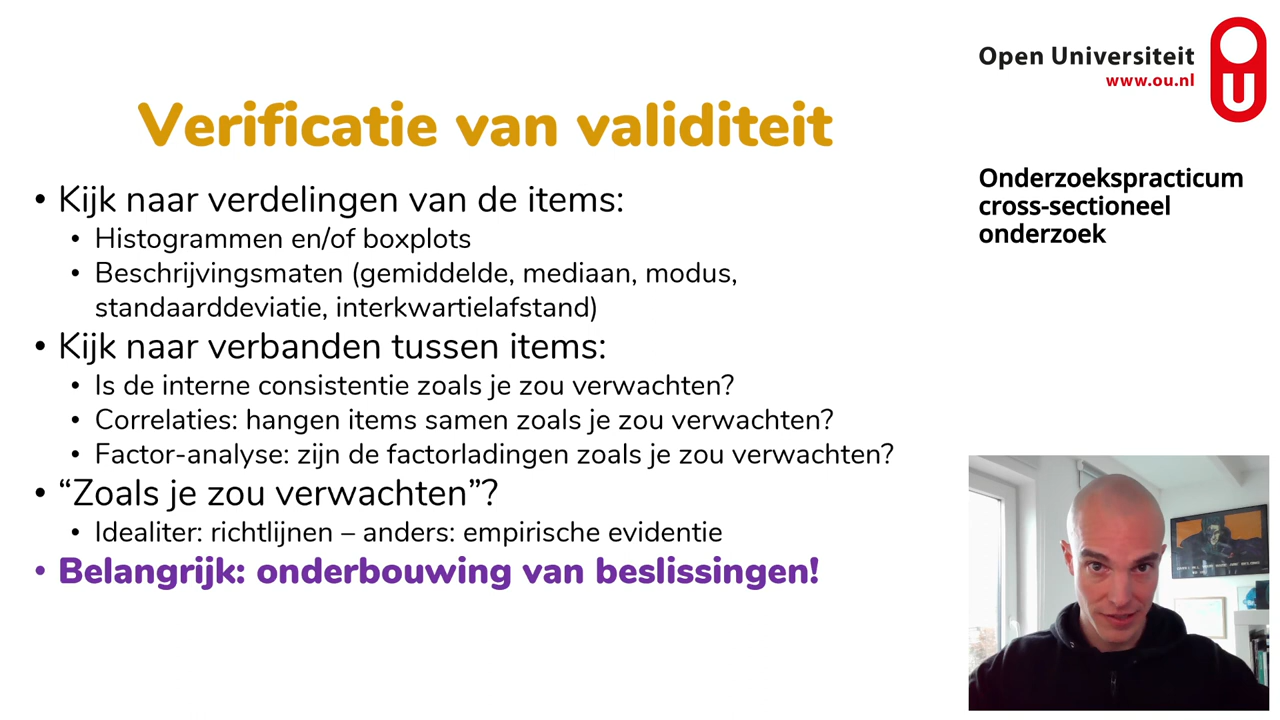 Open Universiteit
www.ou.nl
Verificatie van validiteit
Onderzoekspracticum
cross-sectioneel
onderzoek
• Kijk naar verdelingen van de items:
• Histogrammen en/of boxplots
• Beschrijvingsmaten (gemiddelde, mediaan, modus,
standaarddeviatie, interkwartielafstand)
• Kijk naar verbanden tussen items:
• Is de interne consistentie zoals je zou verwachten?
• Correlaties: hangen items samen zoals je zou verwachten?
• Factor-analyse: zijn de factorladingen zoals je zou verwachten?
• “Zoals je zou verwachten”?
• Idealiter: richtlijnen – anders: empirische evidentie
• Belangrijk: onderbouwing van beslissingen!